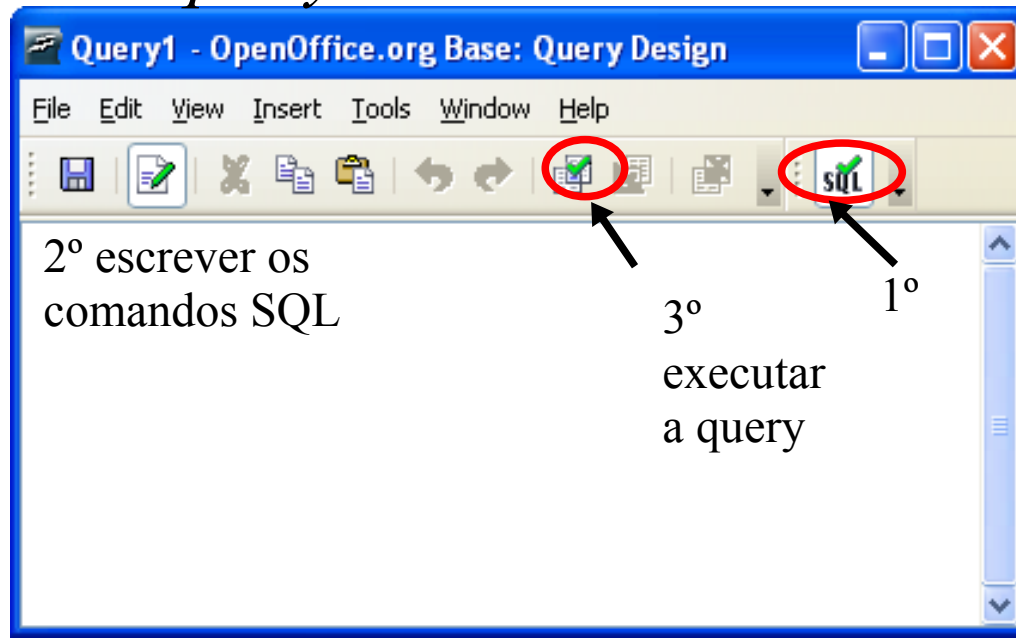 query
Query1 - OpenOffice.org Base: Query Design
File Edit View Insert Tools Window Help
SQL
2º escrever os
comandos SQL
1º
3º
executar
a query